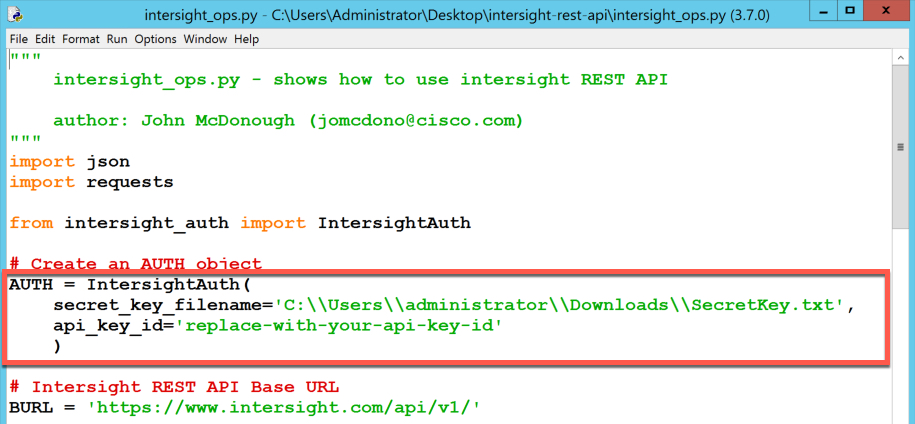 intersight_ops.py - C:\Users\Administrator\Desktop\intersight-rest-api\intersight_ops.py (3.7.0)
File Edit Format Run Options Window Help
"""
    intersight_ops.py - shows how to use intersight REST API

    author: John McDonough (jomcdono@cisco.com)
"""
import json
import requests

from intersight_auth import IntersightAuth

# Create an AUTH object
AUTH = IntersightAuth(
    secret_key_filename='C:\\Users\\administrator\\Downloads\\SecretKey.txt',
    api_key_id='replace-with-your-api-key-id'
    )

# Intersight REST API Base URL
BURL = 'https://www.intersight.com/api/v1/'